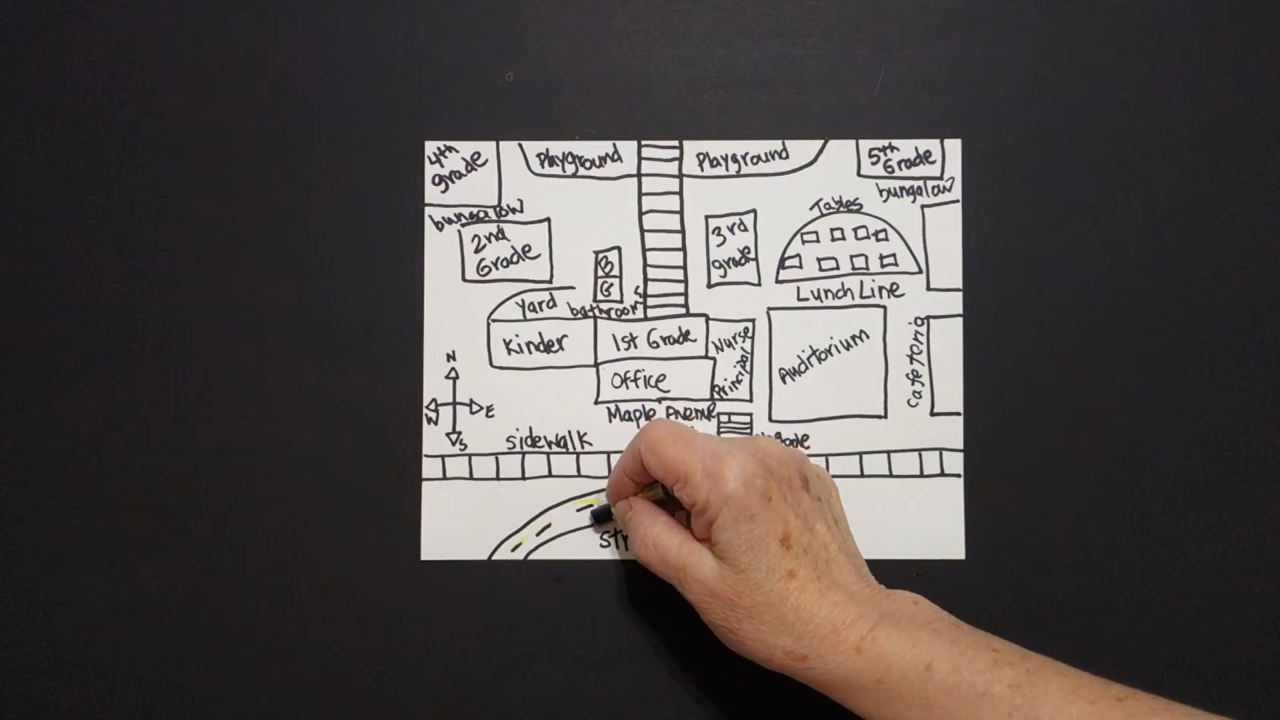 4th
grade
Playground
Playground
5th
Grade
bungalow
bungalow
Tables
2nd
Grade
3rd
grade
B
G
Lunch Line
yard
bathrooms
Kinder
1st Grade
Nurse
Principal
Office
Auditorium
Cafeteria
N
W
E
S
Maple Avenue
sidewalk